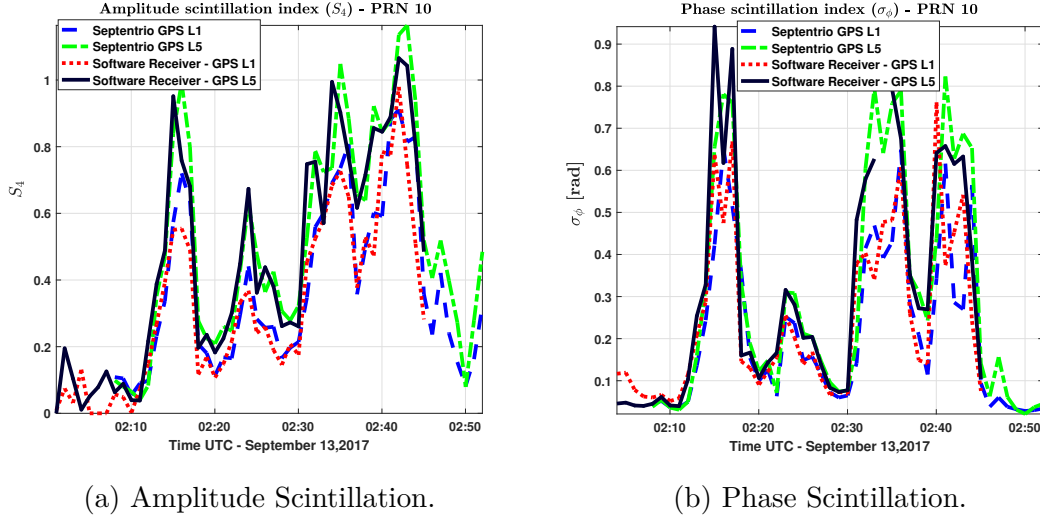 Amplitude scintillation index (S₄) - PRN 10
Septentrio GPS L1
Septentrio GPS L5
Software Receiver - GPS L1
Software Receiver - GPS L5
S₄
1
0.8
0.6
0.4
0.2
0
02:10 02:20 02:30 02:40 02:50
Time UTC - September 13,2017
(a) Amplitude Scintillation.
Phase scintillation index (σ_ϕ) - PRN 10
Septentrio GPS L1
Septentrio GPS L5
Software Receiver - GPS L1
Software Receiver - GPS L5
σ_ϕ [rad]
0.9
0.8
0.7
0.6
0.5
0.4
0.3
0.2
0.1
02:10 02:20 02:30 02:40 02:50
Time UTC - September 13,2017
(b) Phase Scintillation.